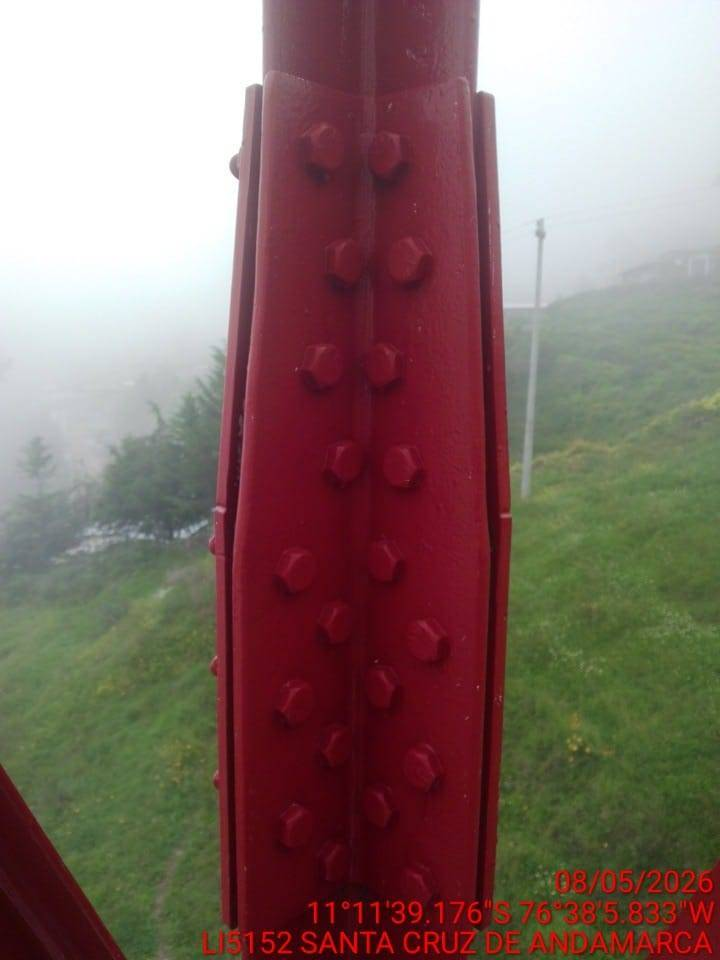 08/05/2026
11°11'39.176"S 76°38'5.833"W
LI5152 SANTA CRUZ DE ANDAMARCA